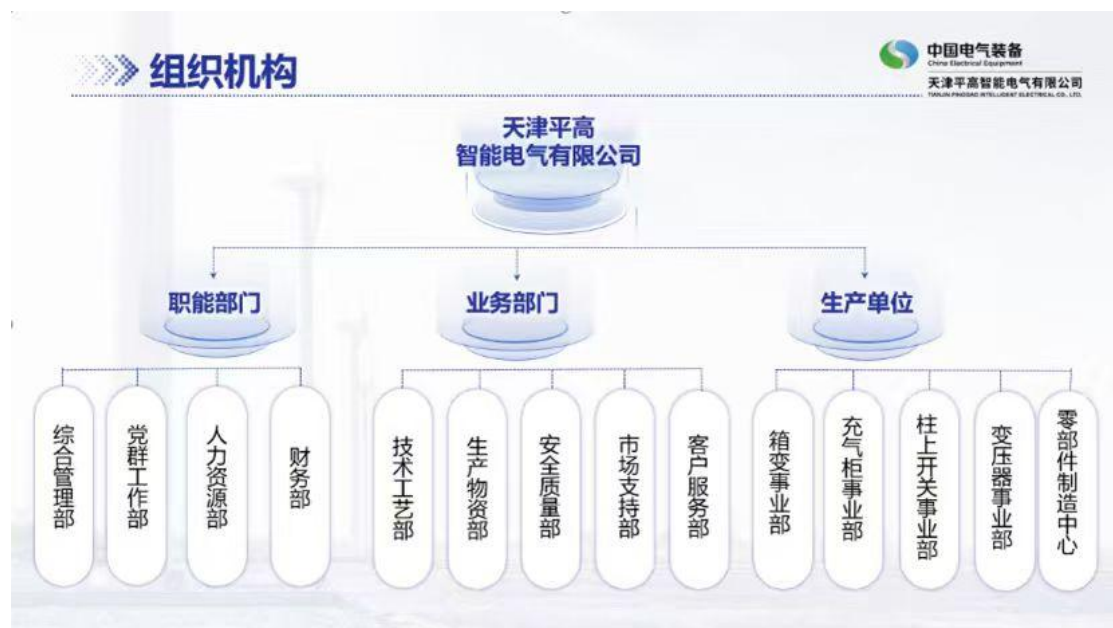 组织机构
中国电气装备
China Electrical Equipment
天津平高智能电气有限公司
TIANJIN PINGGAO INTELLIGENT ELECTRICAL CO., LTD.
天津平高
智能电气有限公司
职能部门
业务部门
生产单位
综合管理部
党群工作部
人力资源部
财务部
技术工艺部
生产物资部
安全质量部
市场支持部
客户服务部
箱变事业部
充气柜事业部
柱上开关事业部
变压器事业部
零部件制造中心